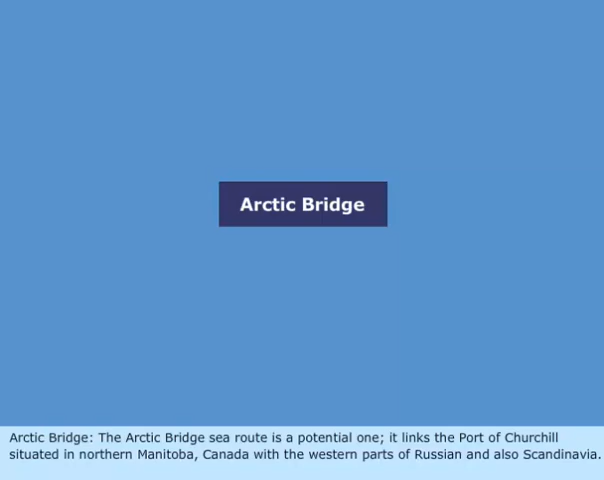 Arctic Bridge
Arctic Bridge: The Arctic Bridge sea route is a potential one; it links the Port of Churchill
situated in northern Manitoba, Canada with the western parts of Russian and also Scandinavia.